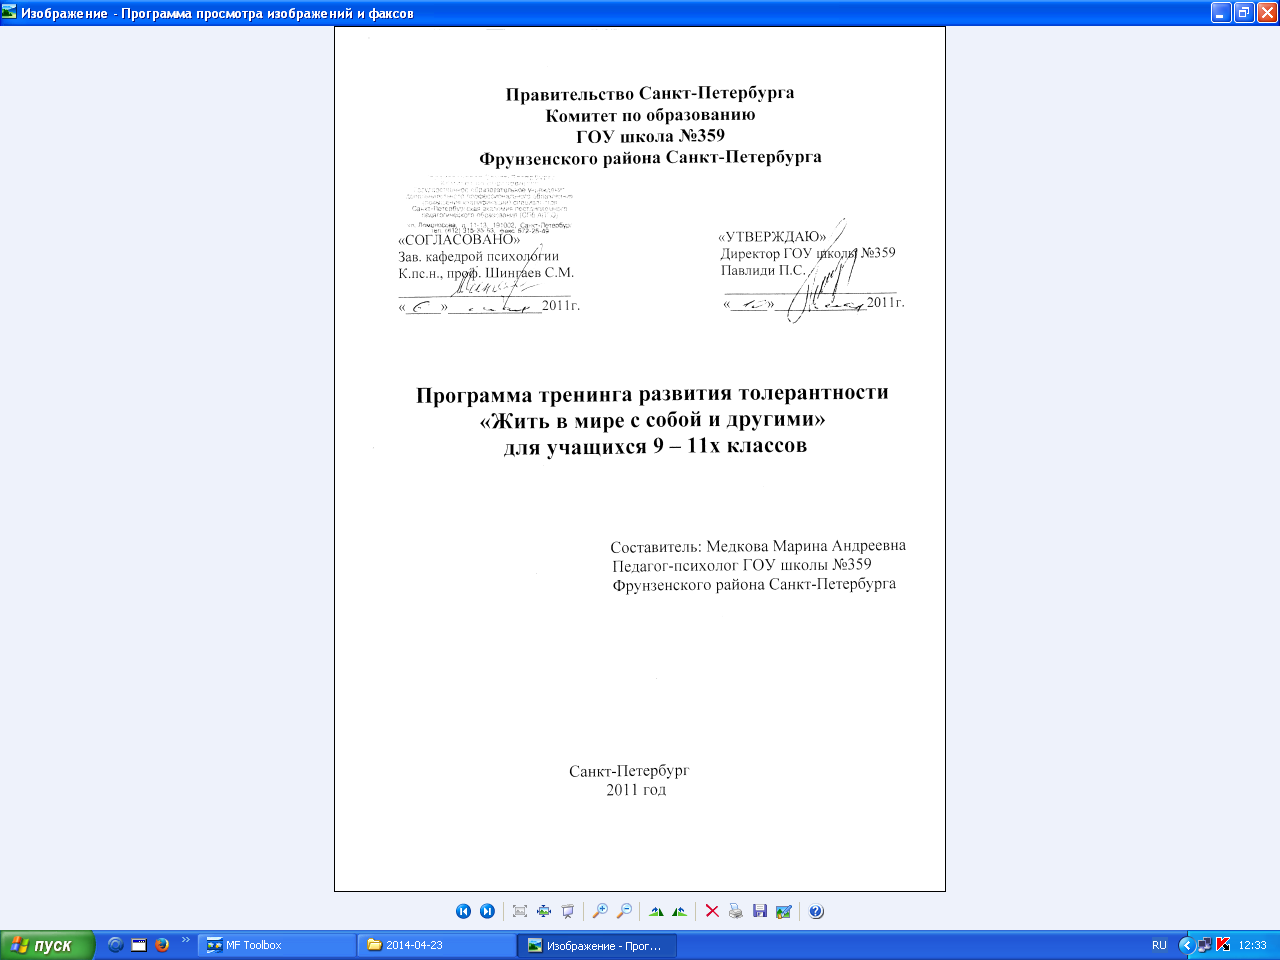 Изображение - Программа просмотра изображений и факсов
Правительство Санкт-Петербурга
Комитет по образованию
ГОУ школа №359
Фрунзенского района Санкт-Петербурга
«СОГЛАСОВАНО»
Зав. кафедрой психологии
К.пс.н., проф. Шингаев С.М.
«6» 2011г.
«УТВЕРЖДАЮ»
Директор ГОУ школы №359
Павлиди П.С.
« » 2011г.
Программа тренинга развития толерантности
«Жить в мире с собой и другими»
для учащихся 9 – 11х классов
Составитель: Медкова Марина Андреевна
Педагог-психолог ГОУ школы №359
Фрунзенского района Санкт-Петербурга
Санкт-Петербург
2011 год
пуск
MF Toolbox
2014-04-23
Изображение - Прог...
RU
12:33